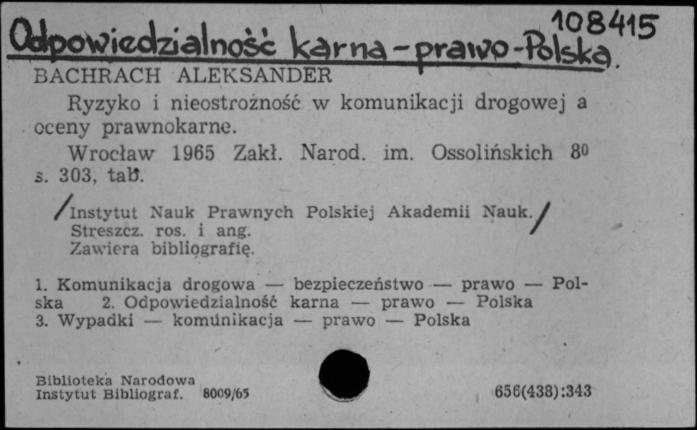 108415
Odpowiedzialność karna-prawo-Polska.
BACHRACH ALEKSANDER
Ryzyko i nieostrożność w komunikacji drogowej a
oceny prawnokarne.
Wrocław 1965 Zakł. Narod. im. Ossolińskich 8⁰
s. 303, tab.
/Instytut Nauk Prawnych Polskiej Akademii Nauk./
Streszcz. ros. i ang.
Zawiera bibliografię.
1. Komunikacja drogowa — bezpieczeństwo — prawo — Pol-
ska 2. Odpowiedzialność karna — prawo — Polska
3. Wypadki — komunikacja — prawo — Polska
Biblioteka Narodowa
Instytut Bibliograf. 8009/65 656(438):343